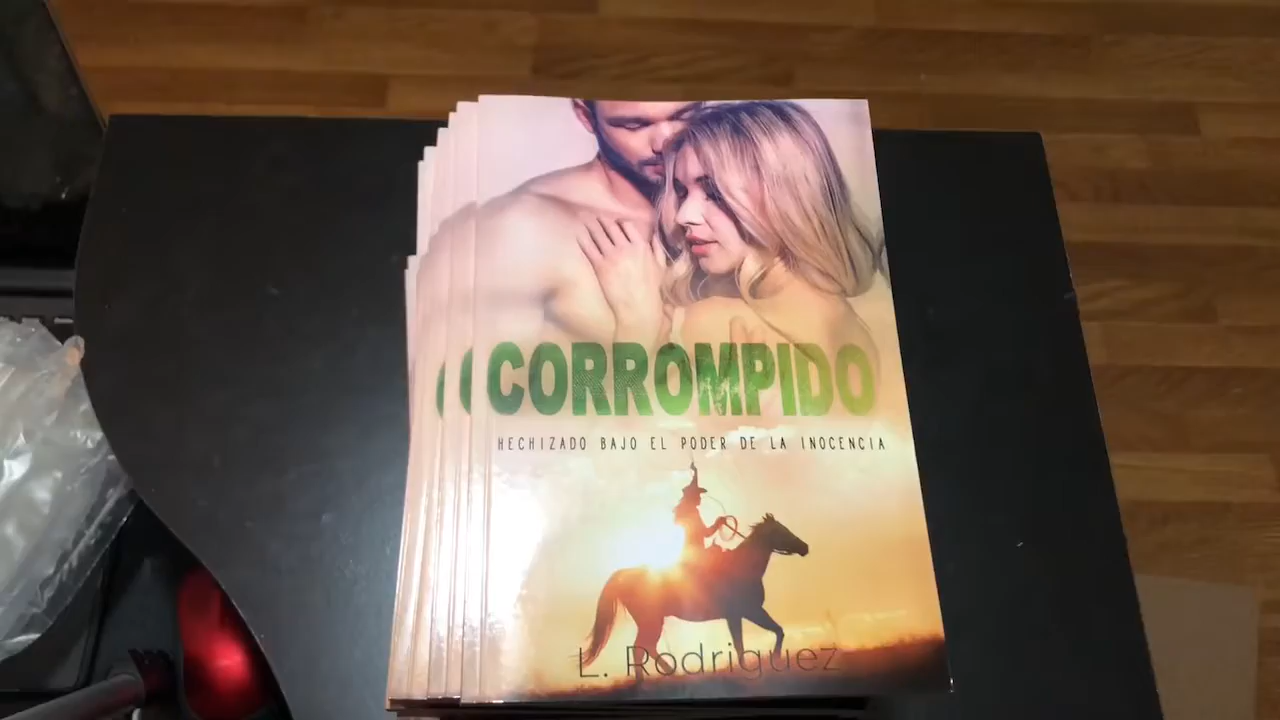 CORROMPIDO
HECHIZADO BAJO EL PODER DE LA INOCENCIA
L. Rodriguez